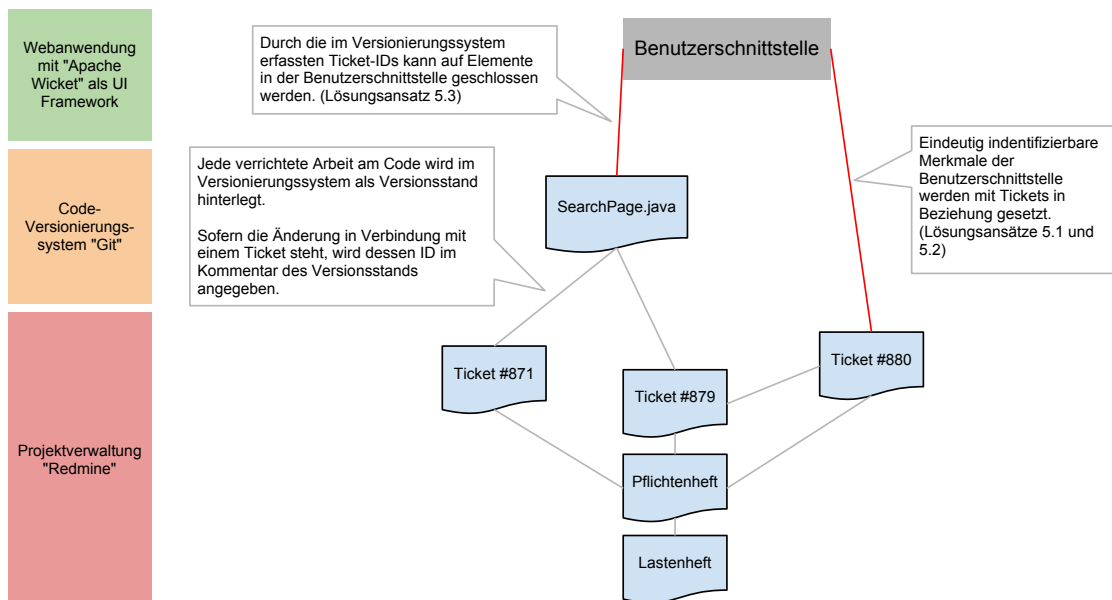 Webanwendung
mit "Apache
Wicket" als UI
Framework
Durch die im Versionierungssystem
erfassten Ticket-IDs kann auf Elemente
in der Benutzerschnittstelle geschlossen
werden. (Lösungsansatz 5.3)
Benutzerschnittstelle
Code-
Versionierungs-
system "Git"
Jede verrichtete Arbeit am Code wird im
Versionierungssystem als Versionsstand
hinterlegt.
Sofern die Änderung in Verbindung mit
einem Ticket steht, wird dessen ID im
Kommentar des Versionsstands
angegeben.
SearchPage.java
Eindeutig indentifizierbare
Merkmale der
Benutzerschnittstelle
werden mit Tickets in
Beziehung gesetzt.
(Lösungsansätze 5.1 und
5.2)
Projektverwaltung
"Redmine"
Ticket #871
Ticket #879
Ticket #880
Pflichtenheft
Lastenheft